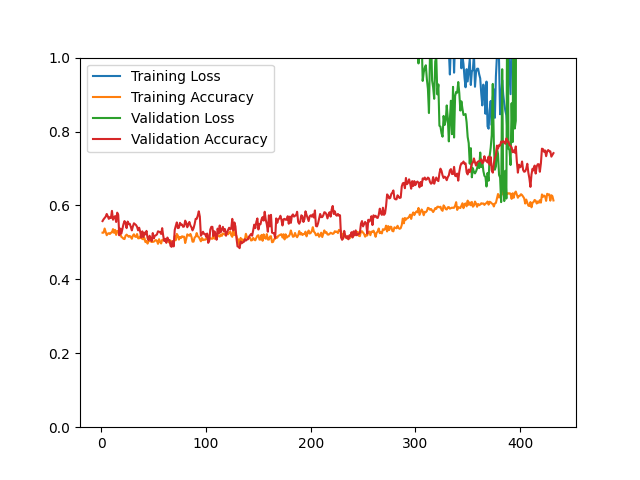 Training Loss
Training Accuracy
Validation Loss
Validation Accuracy
1.0
0.8
0.6
0.4
0.2
0.0
0 100 200 300 400